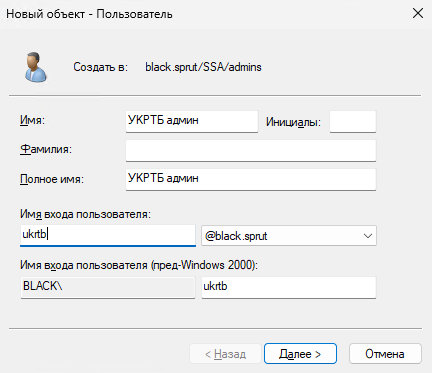 Новый объект - Пользователь
Создать в: black.sprut/SSA/admins
Имя: УКРТБ админ Инициалы:
Фамилия:
Полное имя: УКРТБ админ
Имя входа пользователя:
ukrtb @black.sprut
Имя входа пользователя (пред-Windows 2000):
BLACK\ ukrtb
< Назад Далее > Отмена